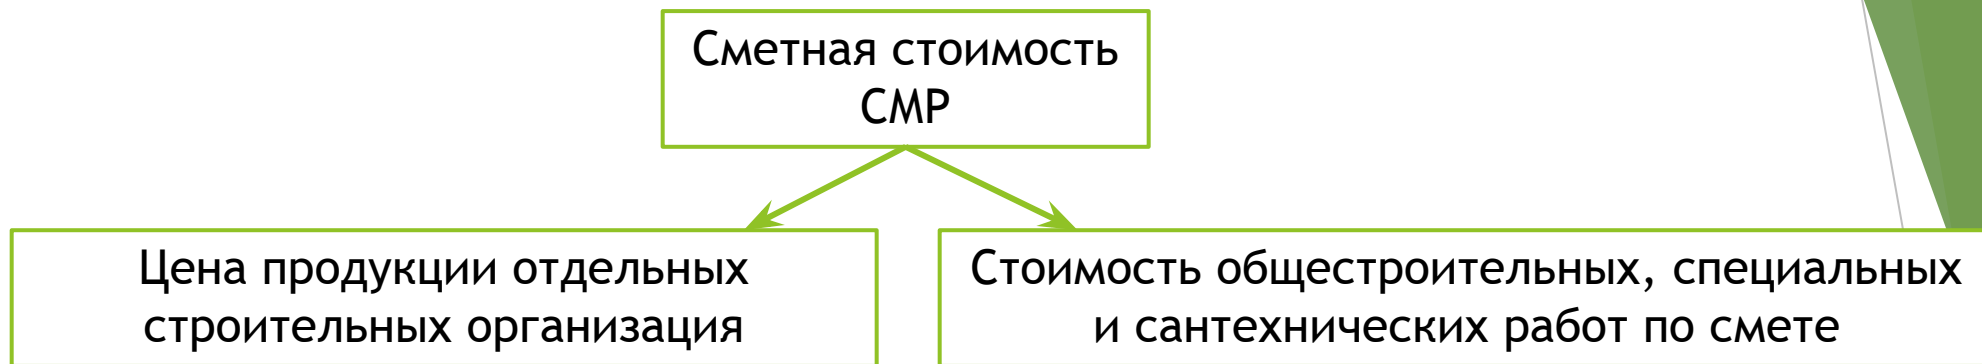 Сметная стоимость
СМР
Цена продукции отдельных
строительных организация
Стоимость общестроительных, специальных
и сантехнических работ по смете